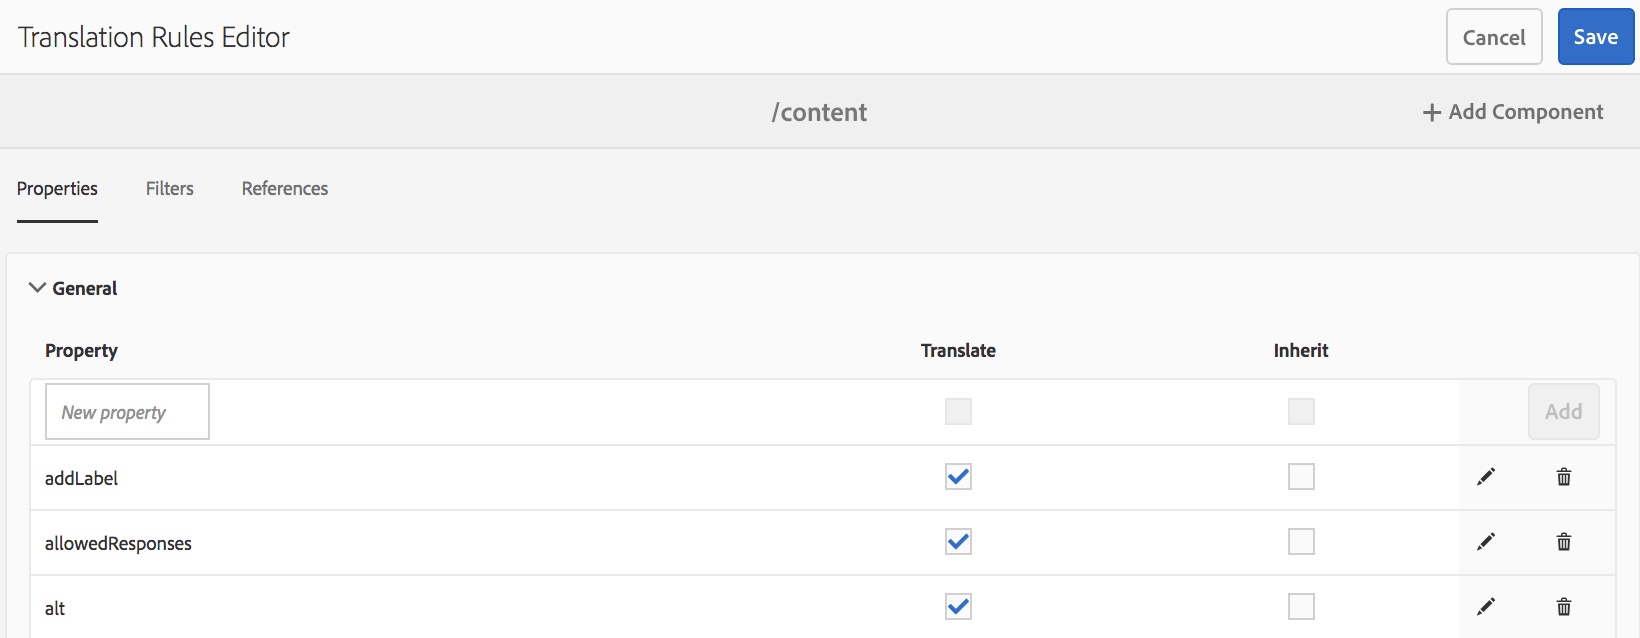 Translation Rules Editor
Cancel
Save
/content
Add Component
Properties
Filters
References
General
Property
Translate
Inherit
New property
Add
addLabel
allowedResponses
alt